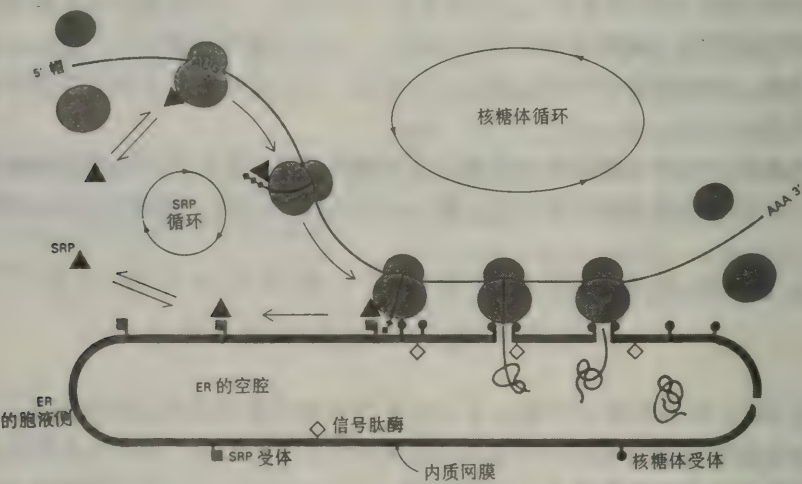 5' 帽
AUG
核糖体循环
AAA 3'
SRP
循环
SRP
ER 的空腔
ER
的胞液侧
信号肽酶
SRP 受体
内质网膜
核糖体受体